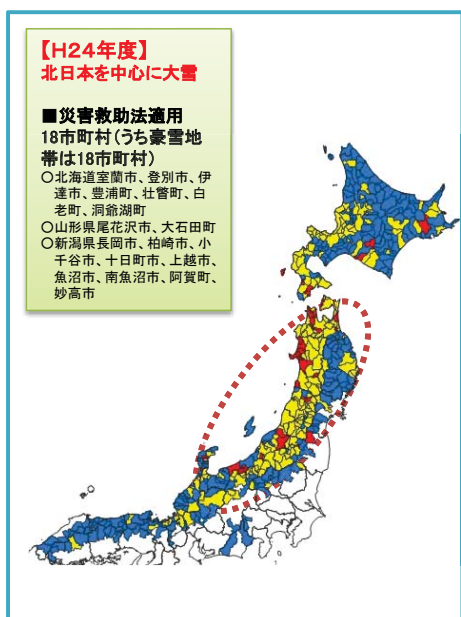 【H24年度】
北日本を中心に大雪
■災害救助法適用
18市町村(うち豪雪地
帯は18市町村)
○北海道室蘭市、登別市、伊
達市、豊浦町、壮瞥町、白
老町、洞爺湖町
○山形県尾花沢市、大石田町
○新潟県長岡市、柏崎市、小
千谷市、十日町市、上越市、
魚沼市、南魚沼市、阿賀町、
妙高市